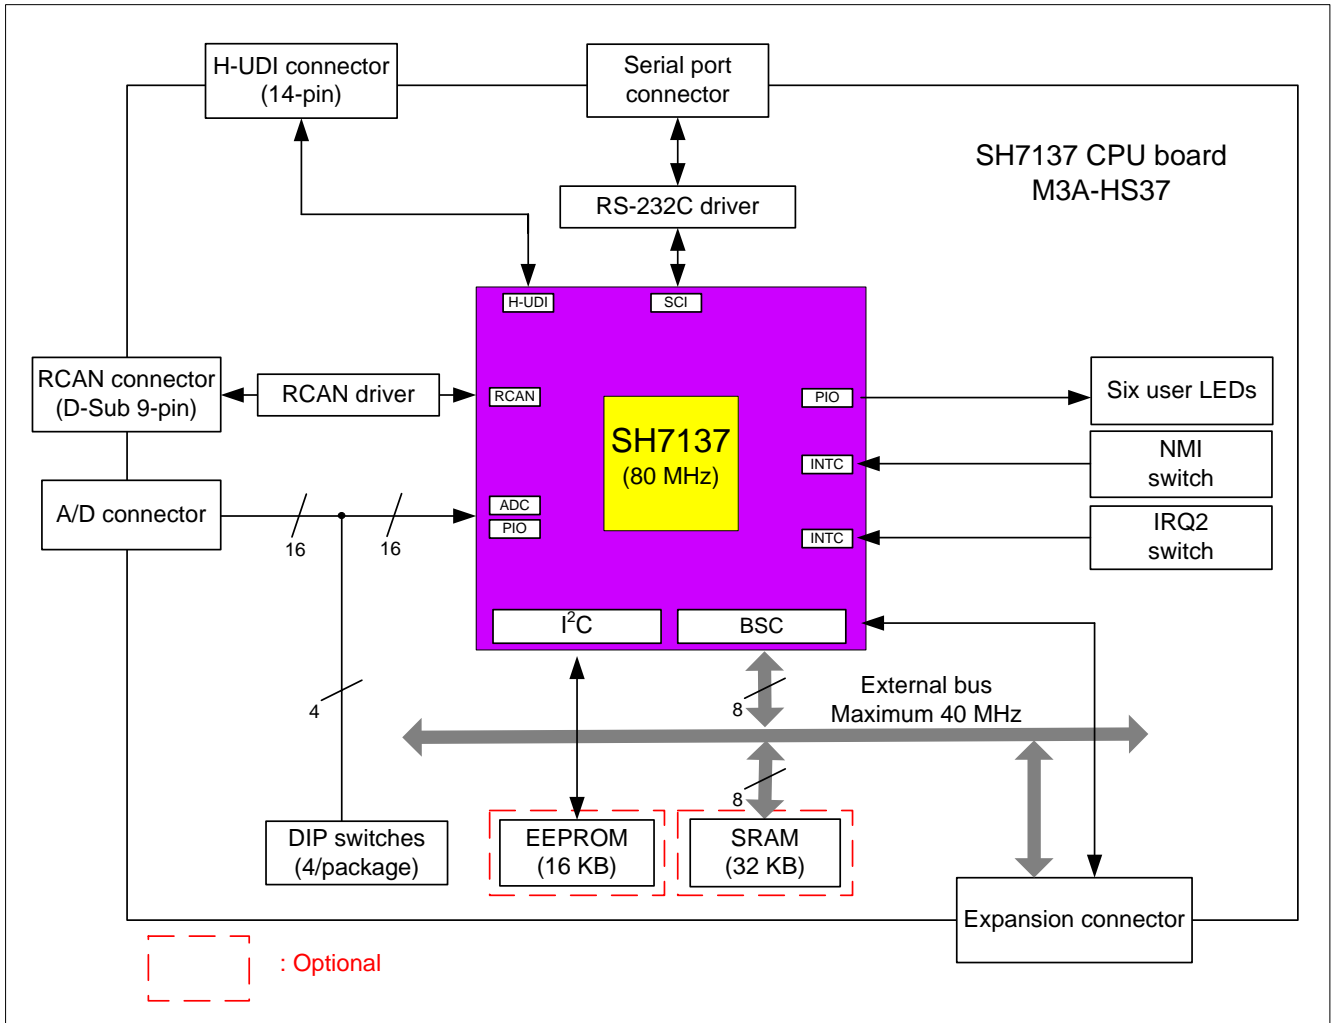 H-UDI connector
(14-pin)
Serial port
connector
SH7137 CPU board
M3A-HS37
RS-232C driver
H-UDI
SCI
RCAN connector
(D-Sub 9-pin)
RCAN driver
RCAN
PIO
Six user LEDs
SH7137
(80 MHz)
NMI
switch
INTC
A/D connector
16
16
ADC
PIO
INTC
IRQ2
switch
I²C
BSC
4
8
External bus
Maximum 40 MHz
8
DIP switches
(4/package)
EEPROM
(16 KB)
SRAM
(32 KB)
Expansion connector
: Optional